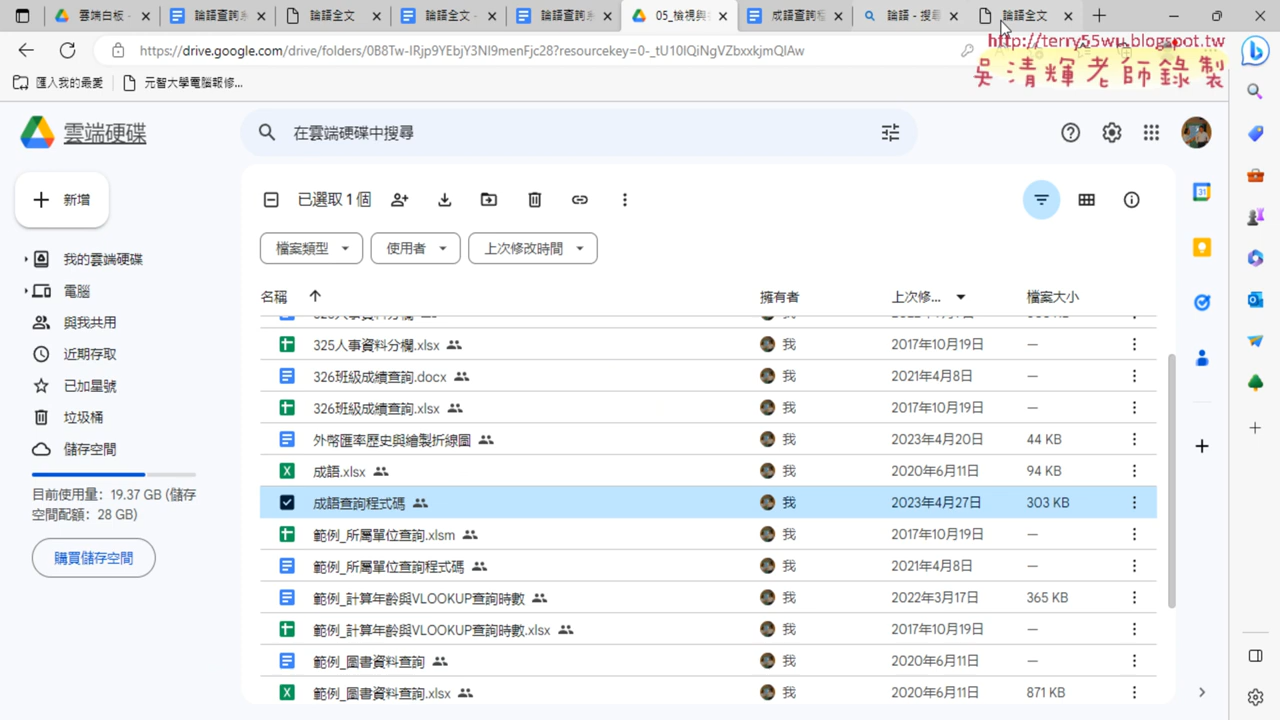 雲端白板 -
論語查詢系
論語全文
論語全文 -
論語查詢系
05_檢視與
成語查詢程
論語 - 搜尋
論語全文
https://drive.google.com/drive/folders/0B8Tw-IRjp9YEbjY3NI9menFjc28?resourcekey=0-_tU10IQiNgVZbxxkjmQIAw
http://terry55wu.blogspot.tw
吳清輝老師錄製
匯入我的最愛
元智大學電腦報修...
雲端硬碟
在雲端硬碟中搜尋
新增
已選取 1 個
檔案類型
使用者
上次修改時間
我的雲端硬碟
電腦
與我共用
近期存取
已加星號
垃圾桶
儲存空間
目前使用量: 19.37 GB (儲存
空間配額: 28 GB)
購買儲存空間
名稱
擁有者
上次修...
檔案大小
325人事資料分欄.xlsx 我 2017年10月19日 —
326班級成績查詢.docx 我 2021年4月8日 —
326班級成績查詢.xlsx 我 2017年10月19日 —
外幣匯率歷史與繪製折線圖 我 2023年4月20日 44 KB
成語.xlsx 我 2020年6月11日 94 KB
成語查詢程式碼 我 2023年4月27日 303 KB
範例_所屬單位查詢.xlsm 我 2017年10月19日 —
範例_所屬單位查詢程式碼 我 2021年4月8日 —
範例_計算年齡與VLOOKUP查詢時數 我 2022年3月17日 365 KB
範例_計算年齡與VLOOKUP查詢時數.xlsx 我 2017年10月19日 —
範例_圖書資料查詢 我 2020年6月11日 —
範例_圖書資料查詢.xlsx 我 2020年6月11日 871 KB